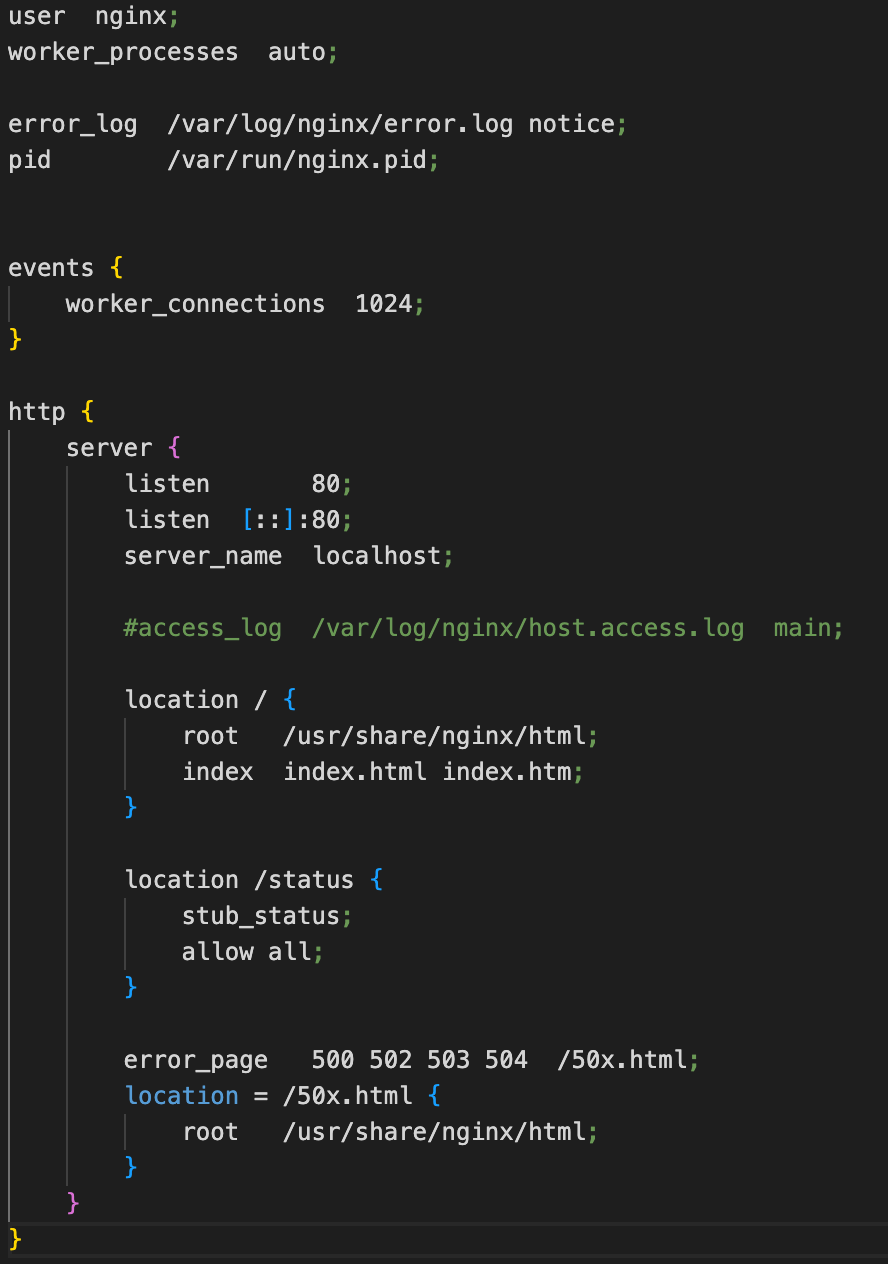 user  nginx;
worker_processes  auto;

error_log  /var/log/nginx/error.log notice;
pid        /var/run/nginx.pid;


events {
    worker_connections  1024;
}

http {
    server {
        listen       80;
        listen  [::]:80;
        server_name  localhost;

        #access_log  /var/log/nginx/host.access.log  main;

        location / {
            root   /usr/share/nginx/html;
            index  index.html index.htm;
        }

        location /status {
            stub_status;
            allow all;
        }

        error_page   500 502 503 504  /50x.html;
        location = /50x.html {
            root   /usr/share/nginx/html;
        }
    }
}